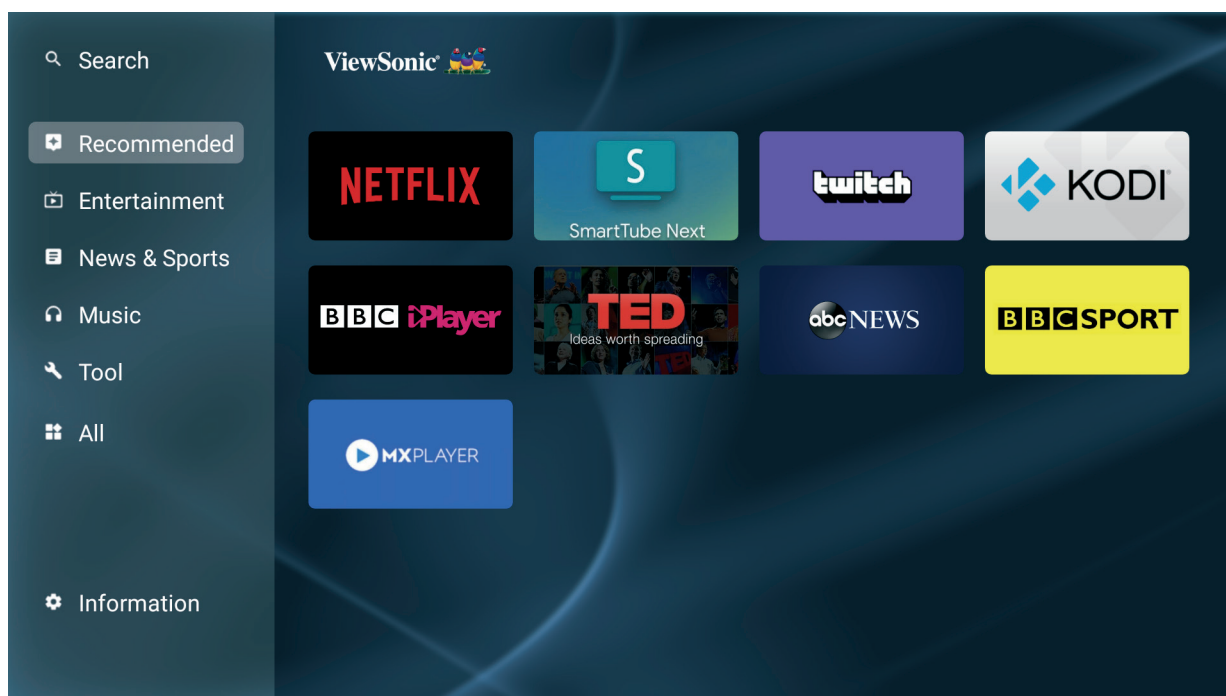 Search
ViewSonic
Recommended
Entertainment
News & Sports
Music
Tool
All
Information
NETFLIX
S
SmartTube Next
twitch
KODI
BBC iPlayer
TED
Ideas worth spreading
TED
abc NEWS
BBC SPORT
MXPLAYER